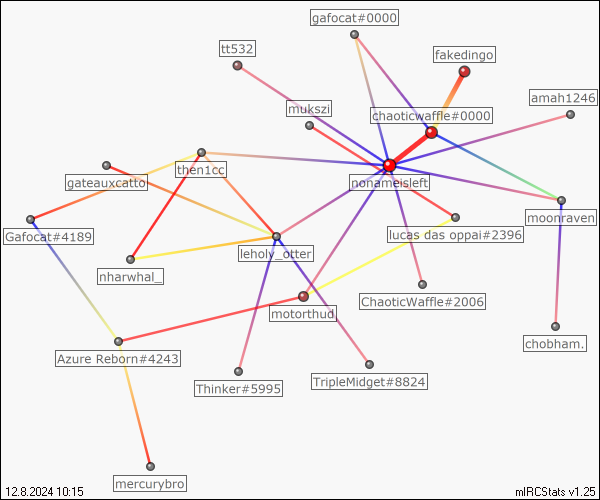 gafocat#0000
tt532
fakedingo
amah1246
mukszi
chaoticwaffle#0000
then1cc
gateauxcatto
nonameisleft
moonraven
Gafocat#4189
lucas das oppai#2396
leholy_otter
nharwhal_
ChaoticWaffle#2006
motorthud
chobham.
Azure Reborn#4243
Thinker#5995
TripleMidget#8824
mercurybro
12.8.2024 10:15
mIRCStats v1.25